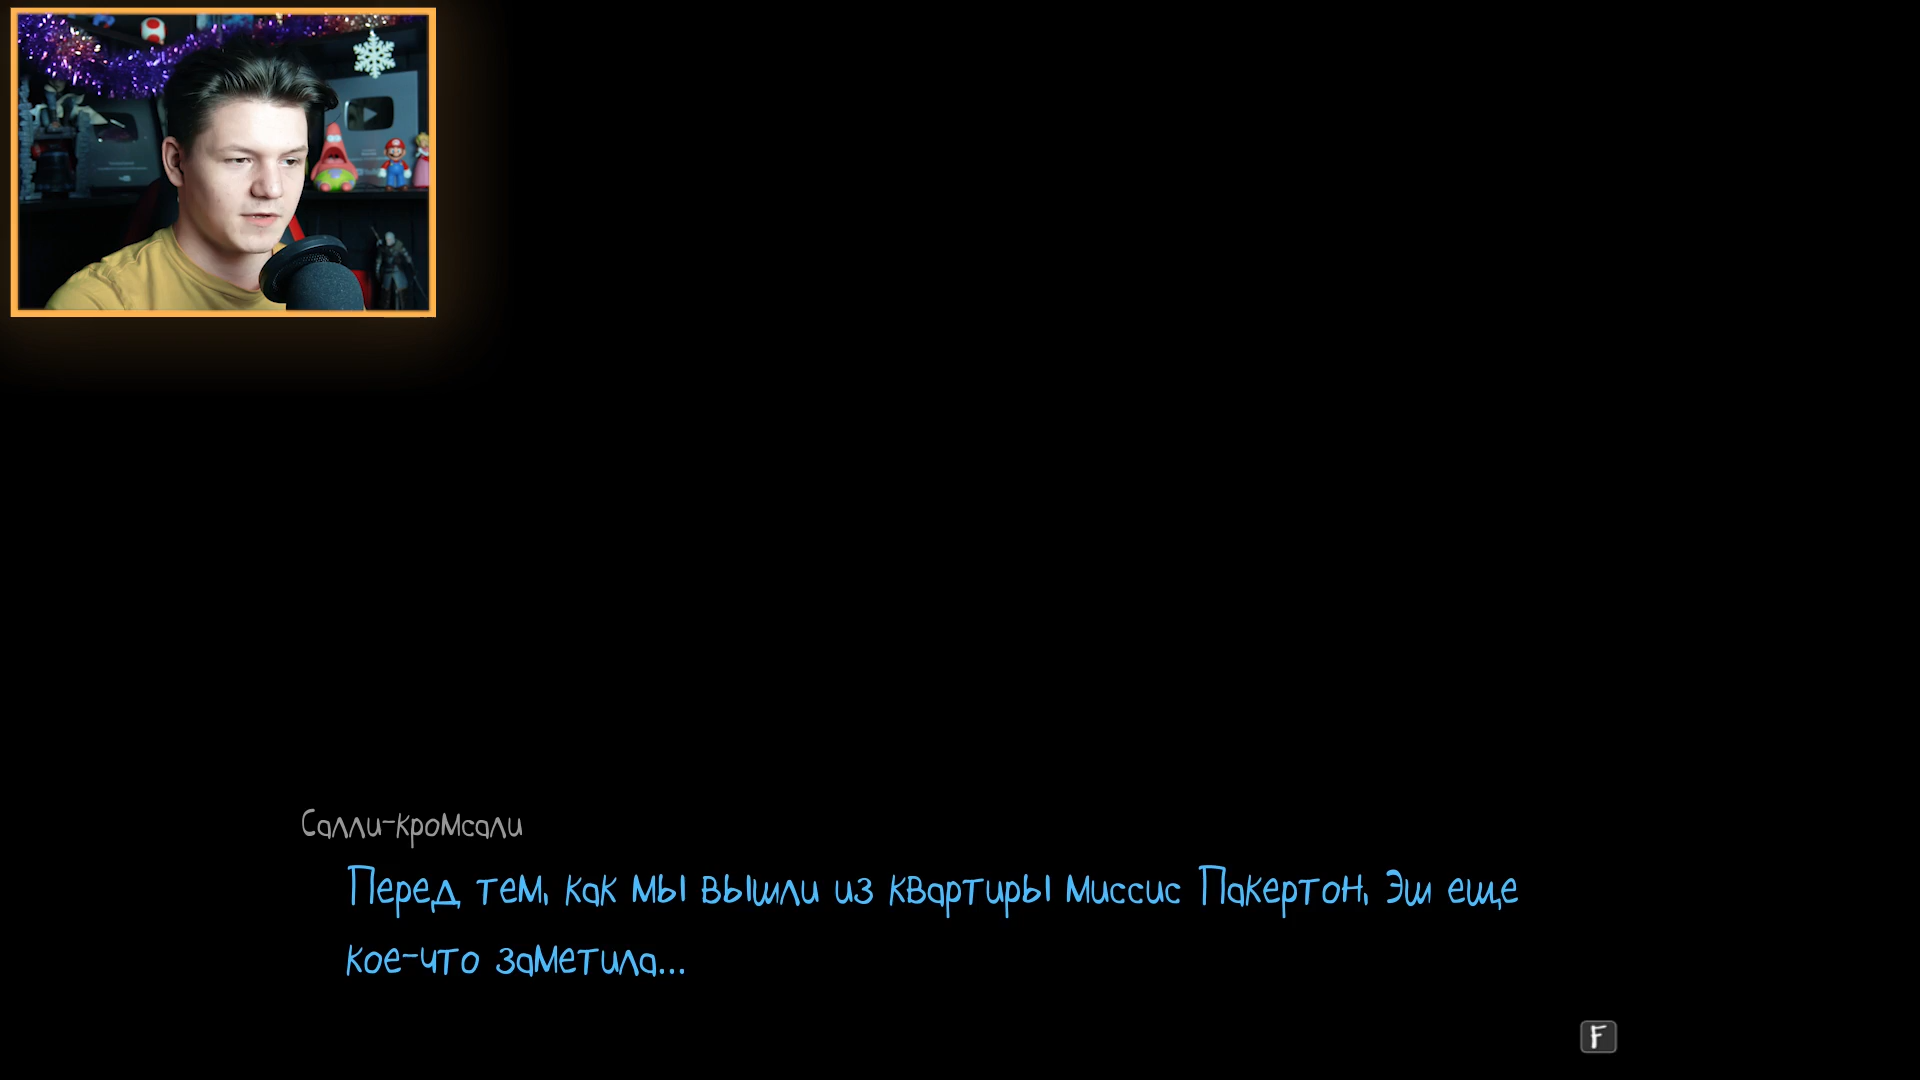 Салли-кромсали
Перед тем, как мы вышли из квартиры миссис Пакертон, Эш еще
кое-что заметила...
F